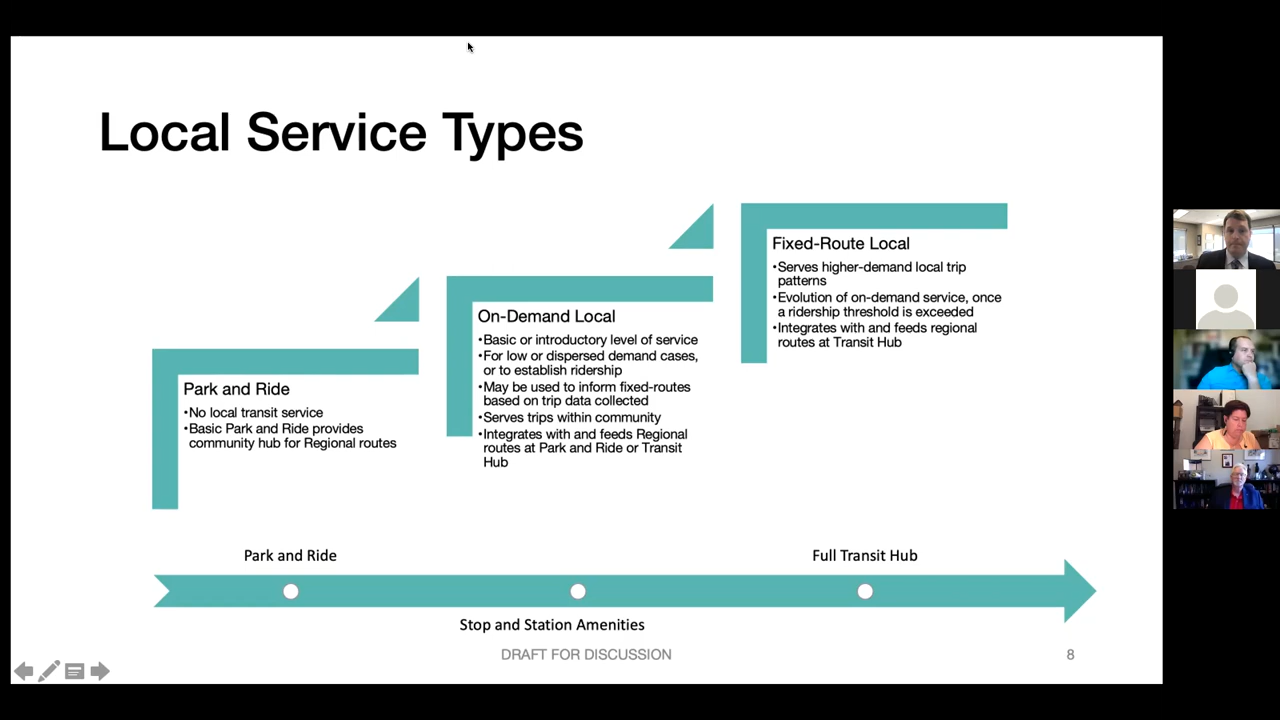 Local Service Types
Park and Ride
•No local transit service
•Basic Park and Ride provides
community hub for Regional routes
On-Demand Local
•Basic or introductory level of service
•For low or dispersed demand cases,
or to establish ridership
•May be used to inform fixed-routes
based on trip data collected
•Serves trips within community
•Integrates with and feeds Regional
routes at Park and Ride or Transit
Hub
Fixed-Route Local
•Serves higher-demand local trip
patterns
•Evolution of on-demand service, once
a ridership threshold is exceeded
•Integrates with and feeds regional
routes at Transit Hub
Park and Ride
Full Transit Hub
Stop and Station Amenities
DRAFT FOR DISCUSSION
8